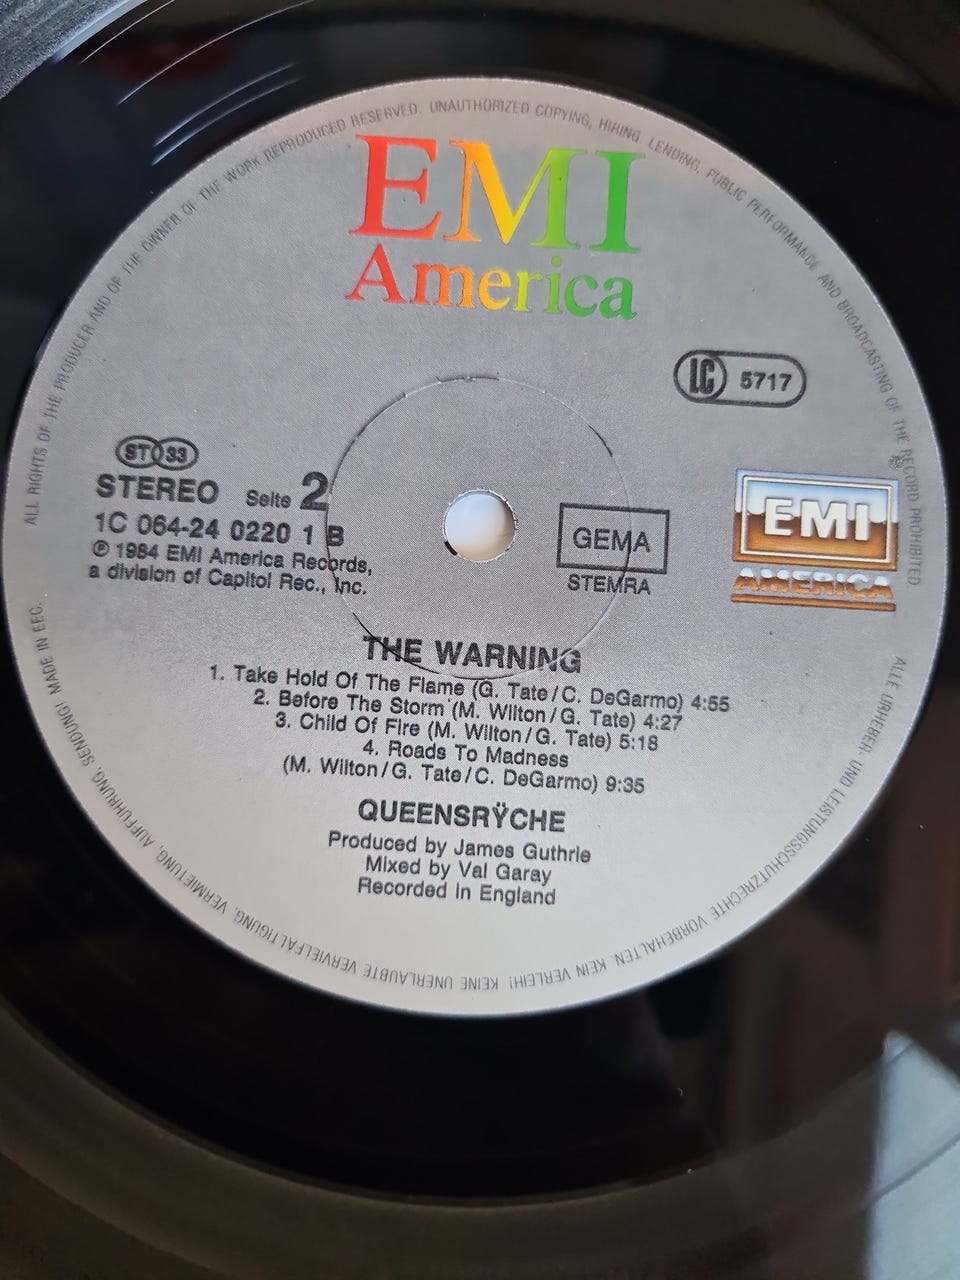 ALL RIGHTS OF THE PRODUCER AND OF THE OWNER OF THE WORK REPRODUCED RESERVED. UNAUTHORIZED COPYING, HIRING, LENDING, PUBLIC PERFORMANCE AND BROADCASTING OF THE RECORD PROHIBITED
EMI
America
LC 5717
ST 33
STEREO Seite 2
1C 064-24 0220 1 B
℗ 1984 EMI America Records,
a division of Capitol Rec., Inc.
GEMA
STEMRA
EMI
AMERICA
THE WARNING
1. Take Hold Of The Flame (G. Tate/C. DeGarmo) 4:55
2. Before The Storm (M. Wilton/G. Tate) 4:27
3. Child Of Fire (M. Wilton/G. Tate) 5:18
4. Roads To Madness
(M. Wilton/G. Tate/C. DeGarmo) 9:35
QUEENSRŸCHE
Produced by James Guthrie
Mixed by Val Garay
Recorded in England
ALLE URHEBER- UND LEISTUNGSSCHUTZRECHTE VORBEHALTEN. KEIN VERLEIH! KEINE UNERLAUBTE VERVIELFÄLTIGUNG, VERMIETUNG, AUFFÜHRUNG, SENDUNG! MADE IN EEC.